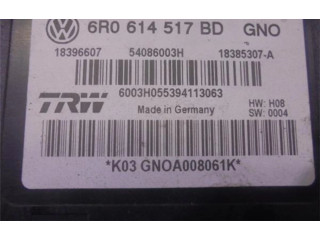 6R0 614 517 BD GNO
18396607 54086003H 18385307-A
6003H055394113063
TRW Made in Germany HW: H08
SW: 0004
*K03 GNOA008061K*